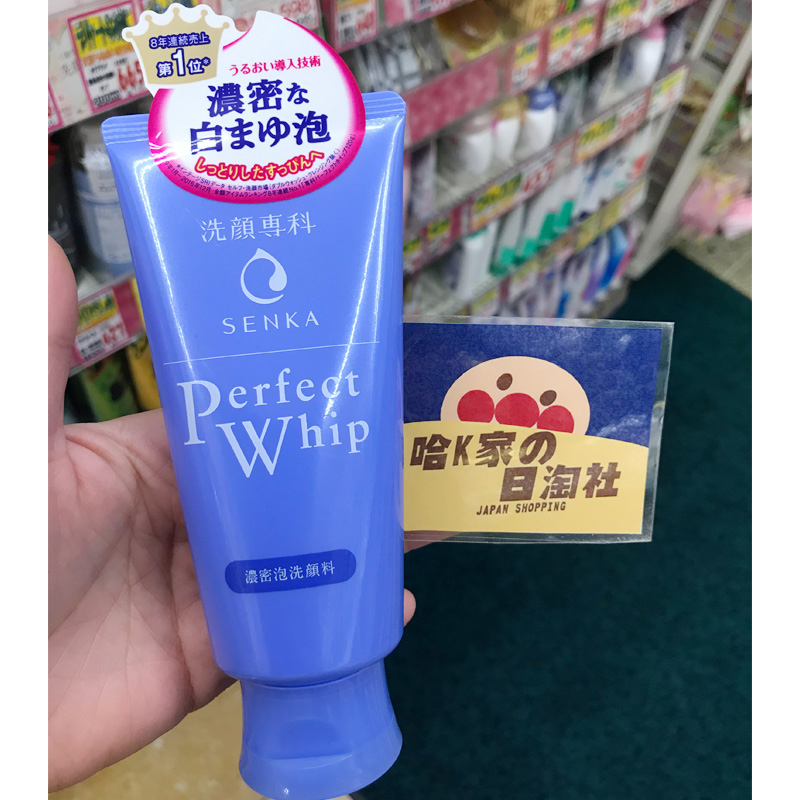 8年連続売上
第1位*
うるおい導入技術
濃密な
白まゆ泡
しっとりしたすっぴんへ
洗顔専科
SENKA
Perfect
Whip
濃密泡洗顔料
哈K家の
日淘社
JAPAN SHOPPING